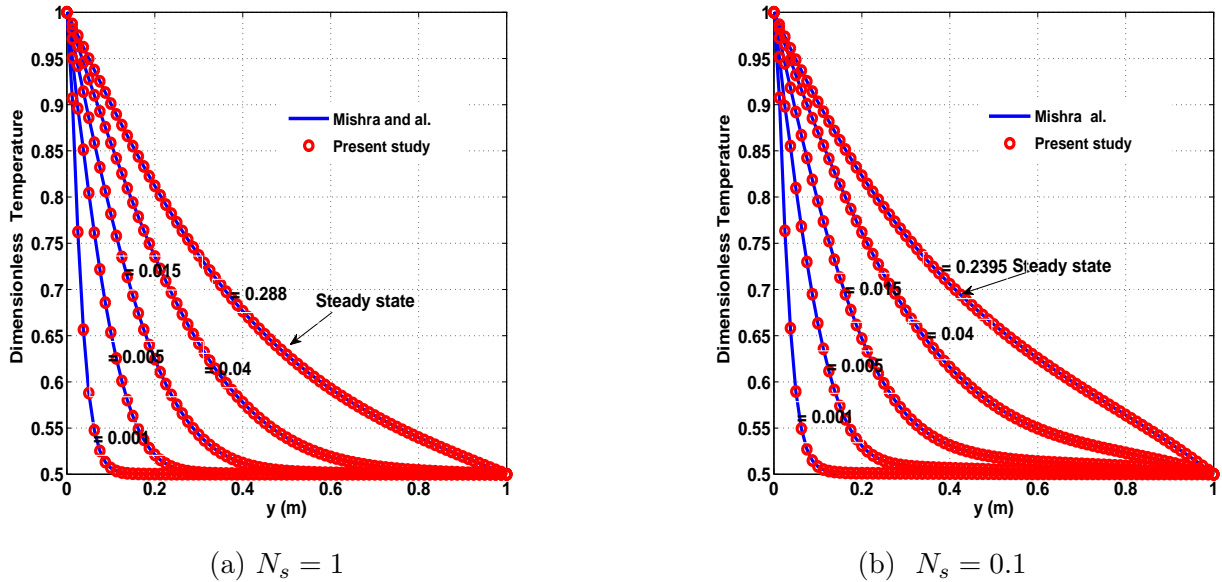 1
0.95
0.9
0.85
0.8
0.75
0.7
0.65
0.6
0.55
0.5
Dimensionless Temperature
Mishra and al.
Present study
= 0.015
= 0.288
Steady state
= 0.005
= 0.04
= 0.001
0 0.2 0.4 0.6 0.8 1
y (m)
(a) N_s = 1
1
0.95
0.9
0.85
0.8
0.75
0.7
0.65
0.6
0.55
0.5
Dimensionless Temperature
Mishra al.
Present study
= 0.2395 Steady state
= 0.015
= 0.04
= 0.005
= 0.001
0 0.2 0.4 0.6 0.8 1
y (m)
(b) N_s = 0.1